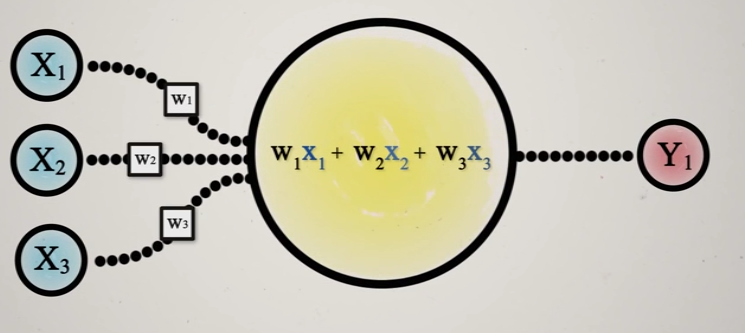 X₁
W₁
X₂
W₂
X₃
W₃
W₁X₁ + W₂X₂ + W₃X₃
Y₁